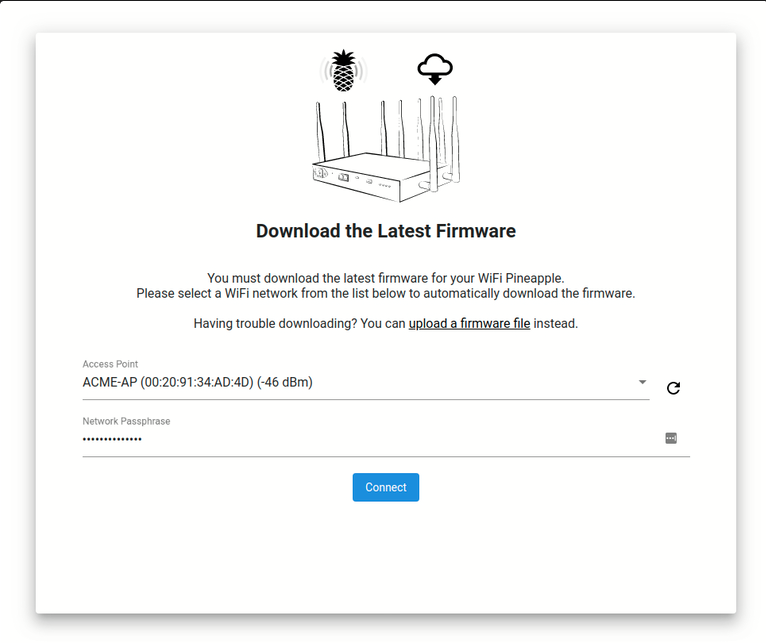 Download the Latest Firmware
You must download the latest firmware for your WiFi Pineapple.
Please select a WiFi network from the list below to automatically download the firmware.
Having trouble downloading? You can upload a firmware file instead.
Access Point
ACME-AP (00:20:91:34:AD:4D) (-46 dBm)
Network Passphrase
••••••••••••••
Connect